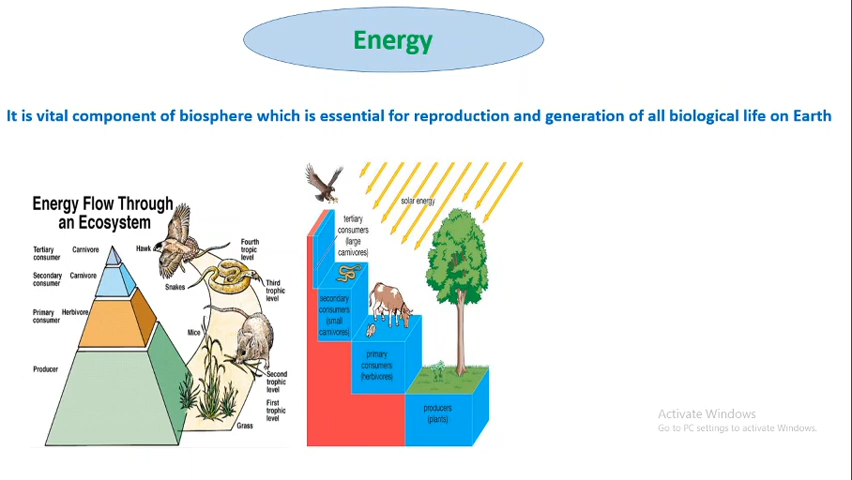 Energy
It is vital component of biosphere which is essential for reproduction and generation of all biological life on Earth
Energy Flow Through
an Ecosystem
Tertiary
consumer
Carnivore
Secondary
consumer
Carnivore
Primary
consumer
Herbivore
Producer
Hawk
Fourth
tropic
level
Snakes
Third
trophic
level
Mice
Second
tropic
level
First
tropic
level
Grass
solar energy
tertiary
consumers
(large
carnivores)
secondary
consumers
(small
carnivores)
primary
consumers
(herbivores)
producers
(plants)
Activate Windows
Go to PC settings to activate Windows.